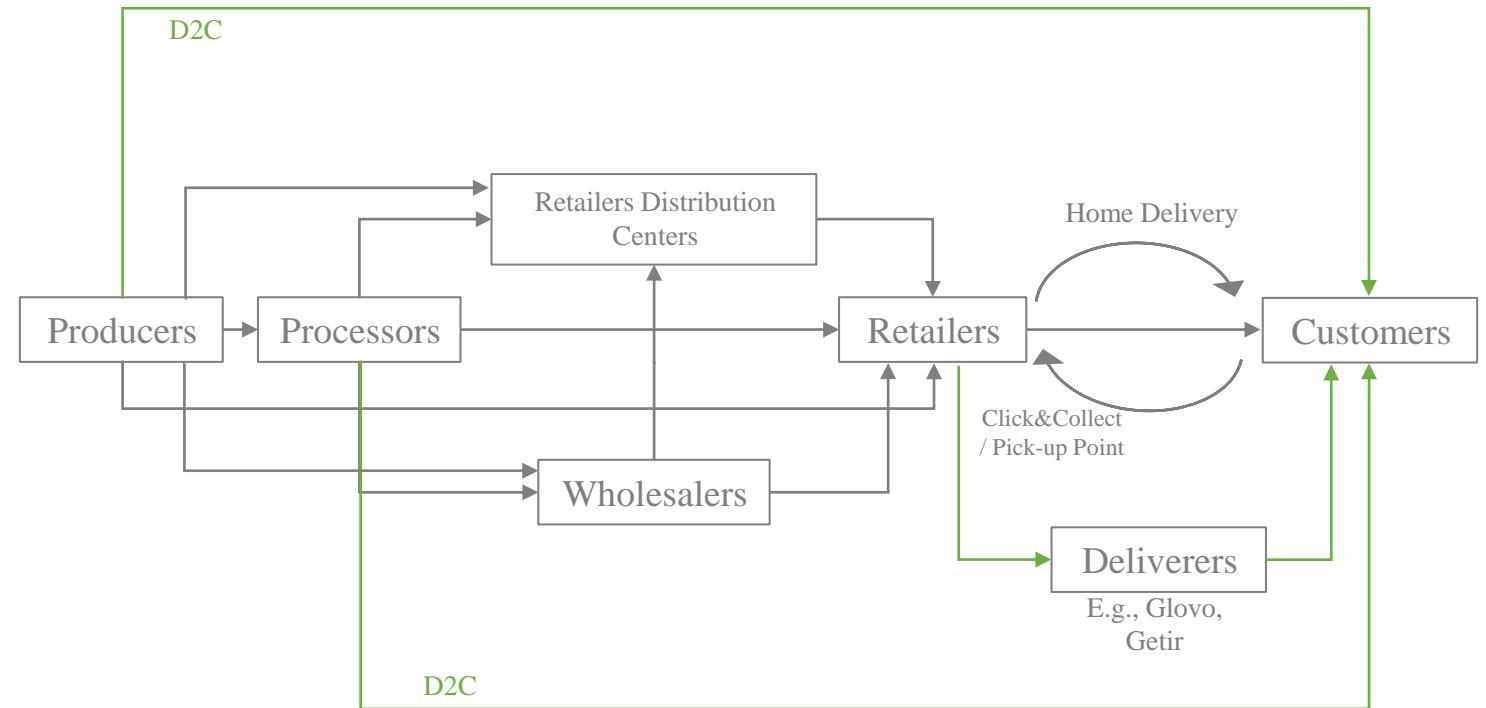 D2C
Retailers Distribution
Centers
Home Delivery
Producers
Processors
Retailers
Customers
Click&Collect
/ Pick-up Point
Wholesalers
Deliverers
E.g., Glovo,
Getir
D2C